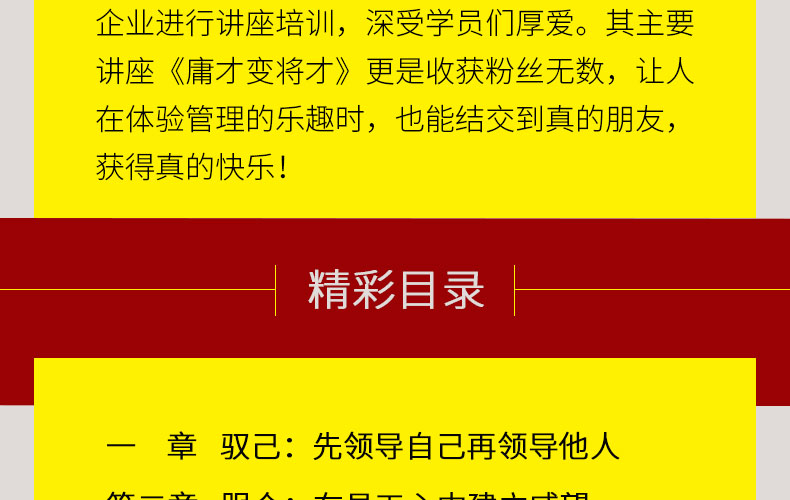 企业进行讲座培训，深受学员们厚爱。其主要
讲座《庸才变将才》更是收获粉丝无数，让人
在体验管理的乐趣时，也能结交到真的朋友，
获得真的快乐！
精彩目录
一 章 驭己：先领导自己再领导他人